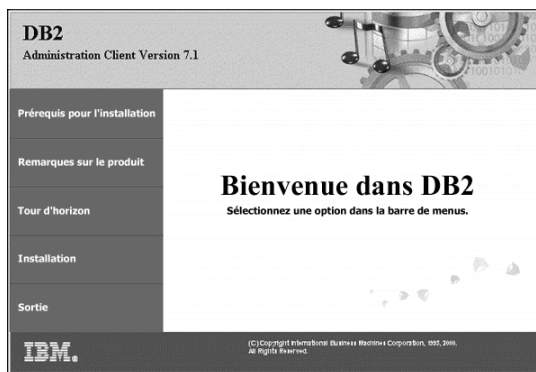 DB2
Administration Client Version 7.1
Prérequis pour l'installation
Remarques sur le produit
Tour d'horizon
Installation
Sortie
Bienvenue dans DB2
Sélectionnez une option dans la barre de menus.
IBM.
(C) Copyright International Business Machines Corporation, 1993, 2000.
All Rights Reserved.